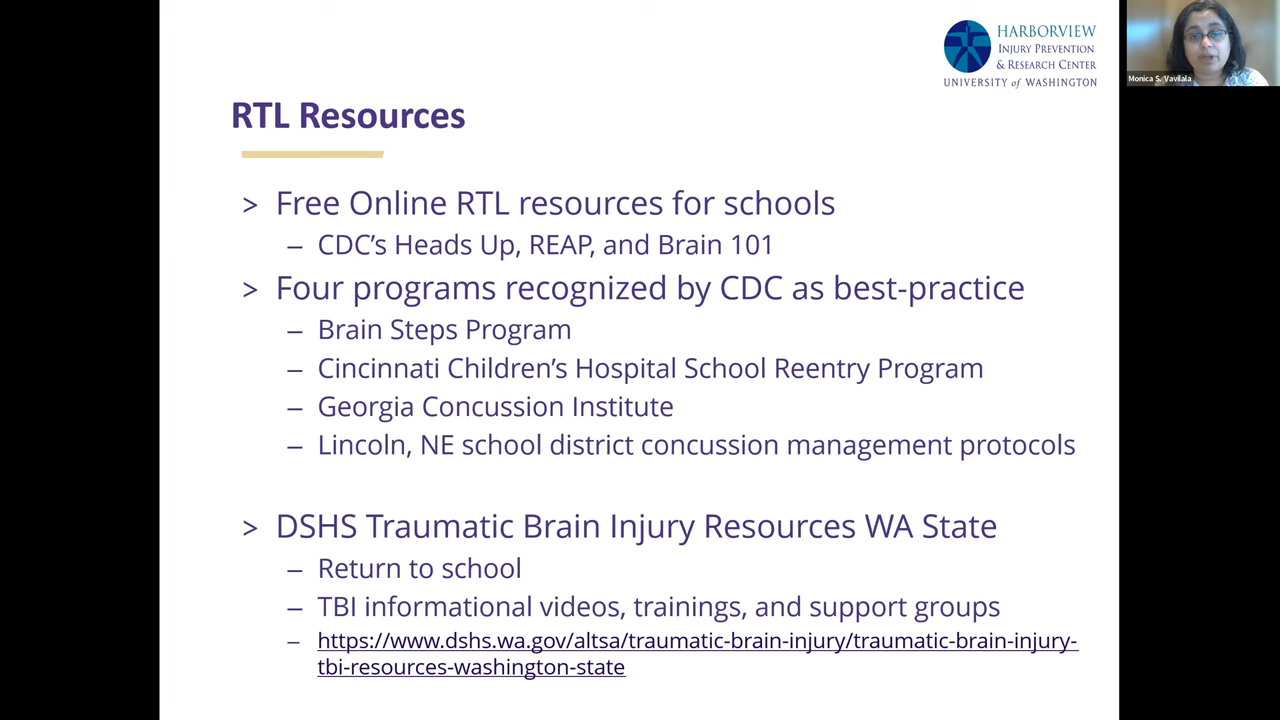 HARBORVIEW
INJURY PREVENTION
& RESEARCH CENTER
UNIVERSITY of WASHINGTON
Monica S. Vavilala
RTL Resources
> Free Online RTL resources for schools
– CDC’s Heads Up, REAP, and Brain 101
> Four programs recognized by CDC as best-practice
– Brain Steps Program
– Cincinnati Children’s Hospital School Reentry Program
– Georgia Concussion Institute
– Lincoln, NE school district concussion management protocols
> DSHS Traumatic Brain Injury Resources WA State
– Return to school
– TBI informational videos, trainings, and support groups
– https://www.dshs.wa.gov/altsa/traumatic-brain-injury/traumatic-brain-injury-
tbi-resources-washington-state